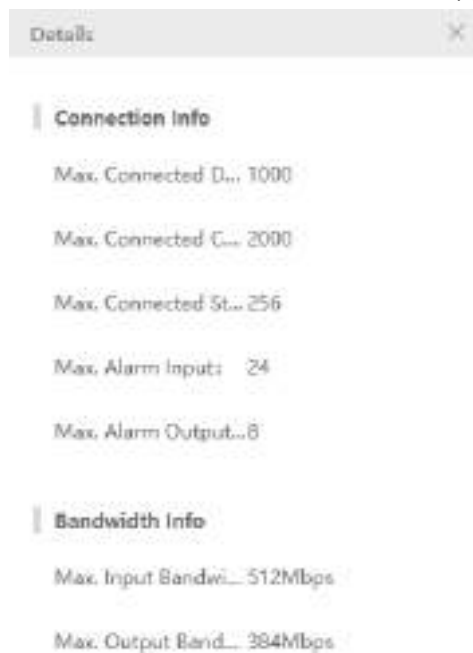 Details
Connection Info
Max. Connected D... 1000
Max. Connected C... 2000
Max. Connected St... 256
Max. Alarm Input: 24
Max. Alarm Output...8
Bandwidth Info
Max. Input Bandwi... 512Mbps
Max. Output Band... 384Mbps